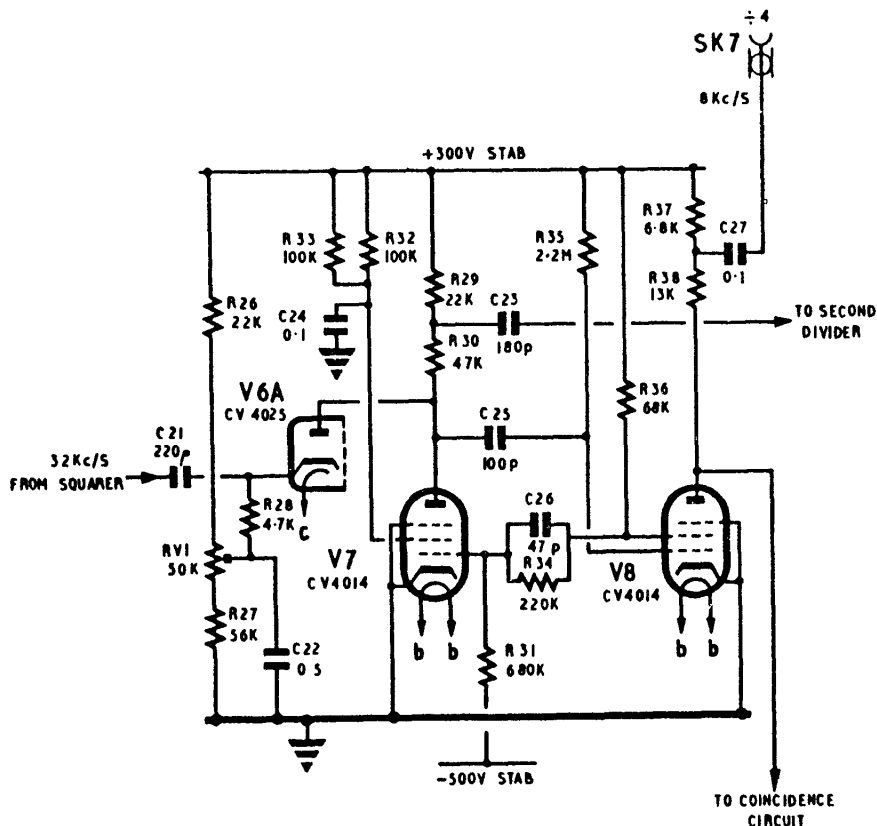 ÷4
SK7
8Kc/S
+300V STAB
R37
6·8K
C27
0·1
R33
100K
R32
100K
R35
2·2M
R29
22K
C23
180p
R38
13K
TO SECOND
DIVIDER
R26
22K
C24
0·1
R30
47K
V6A
CV 4025
R36
68K
C25
100p
C21
220p
32Kc/S
FROM SQUARER
R28
4·7K
C
C26
47p
R34
220K
RV1
50K
V7
CV4014
V8
CV4014
R27
56K
C22
0·5
b
b
R31
680K
b
b
-500V STAB
TO COINCIDENCE
CIRCUIT